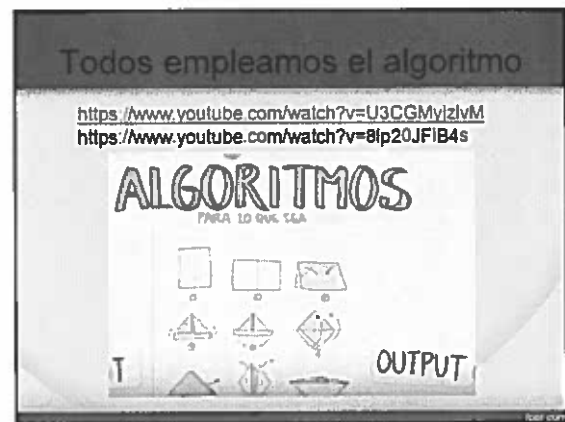 Todos empleamos el algoritmo
https://www.youtube.com/watch?v=U3CGMyjzlvM
https://www.youtube.com/watch?v=8lp20JFlB4s
ALGORITMOS
PARA LO QUE SEA
T
OUTPUT